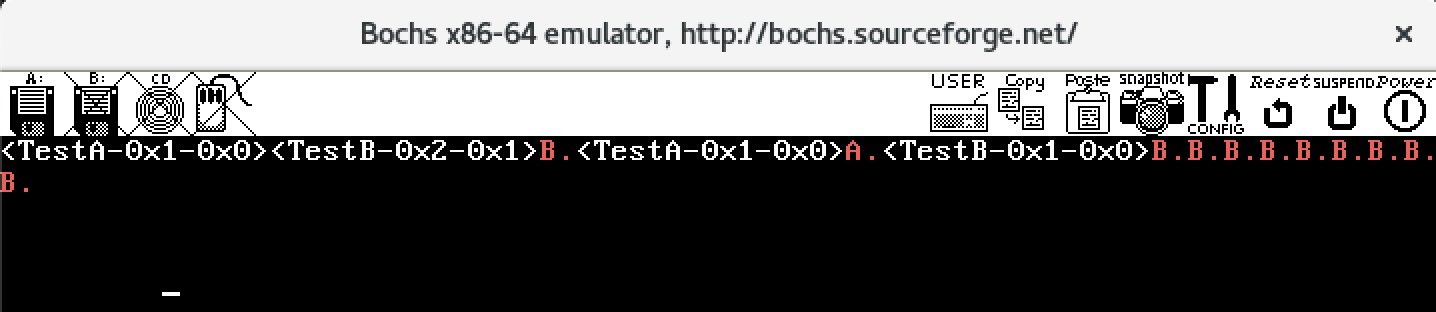 Bochs x86-64 emulator, http://bochs.sourceforge.net/ ×
A: B: CD USER Copy Paste snapshot CONFIG Reset SUSPEND Power
<TestA-0x1-0x0><TestB-0x2-0x1>B.<TestA-0x1-0x0>A.<TestB-0x1-0x0>B.B.B.B.B.B.B.B.
B.